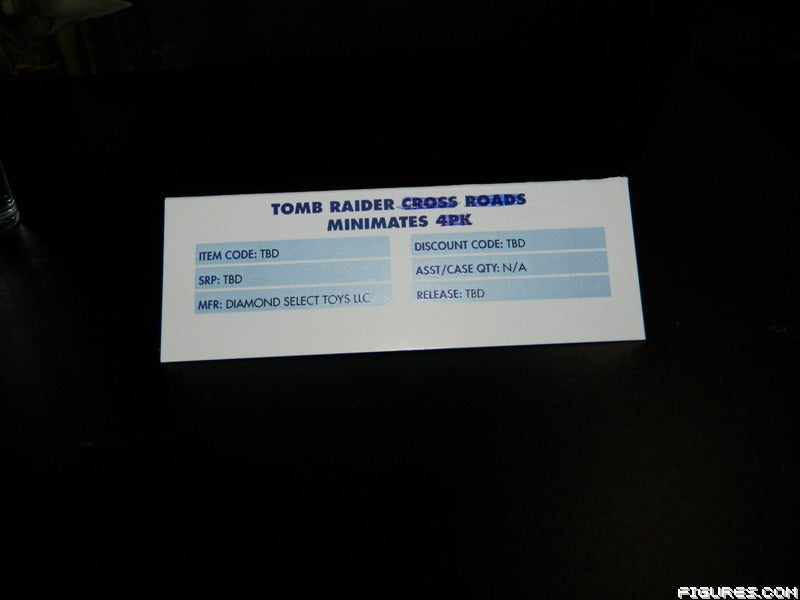 TOMB RAIDER CROSS ROADS
MINIMATES 4PK
ITEM CODE: TBD
SRP: TBD
MFR: DIAMOND SELECT TOYS LLC
DISCOUNT CODE: TBD
ASST/CASE QTY: N/A
RELEASE: TBD
FIGURES.COM